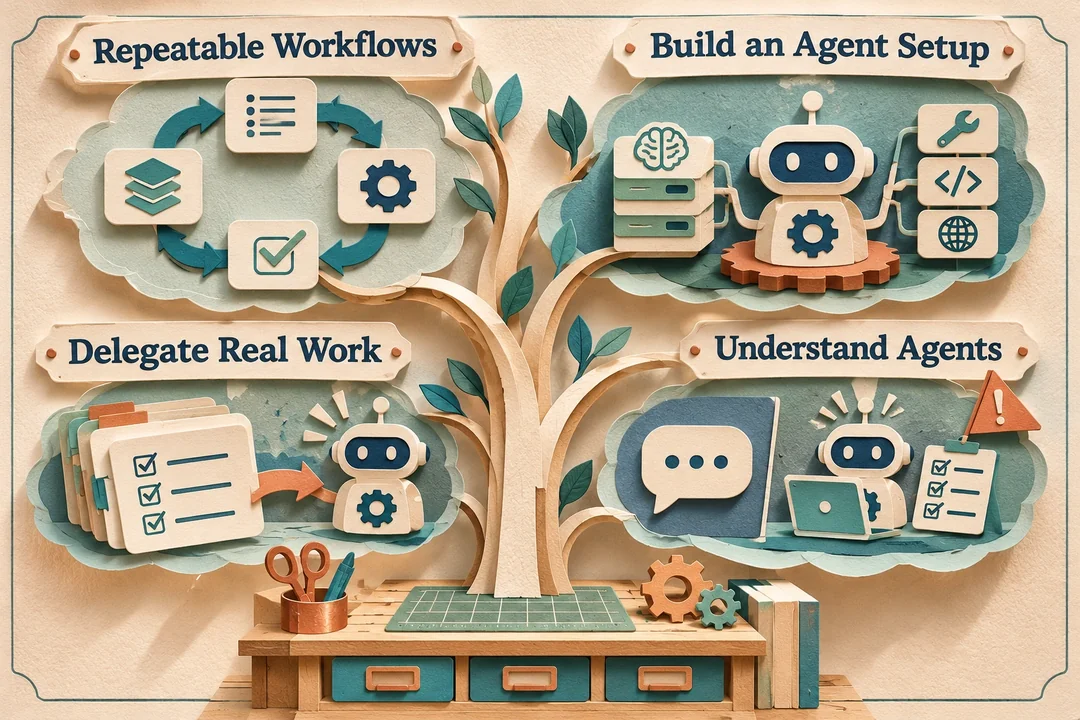 Repeatable Workflows
Build an Agent Setup
Delegate Real Work
Understand Agents